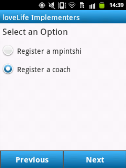 14:39
loveLife Implementers
Select an Option
Register a mpintshi
Register a coach
Previous
Next